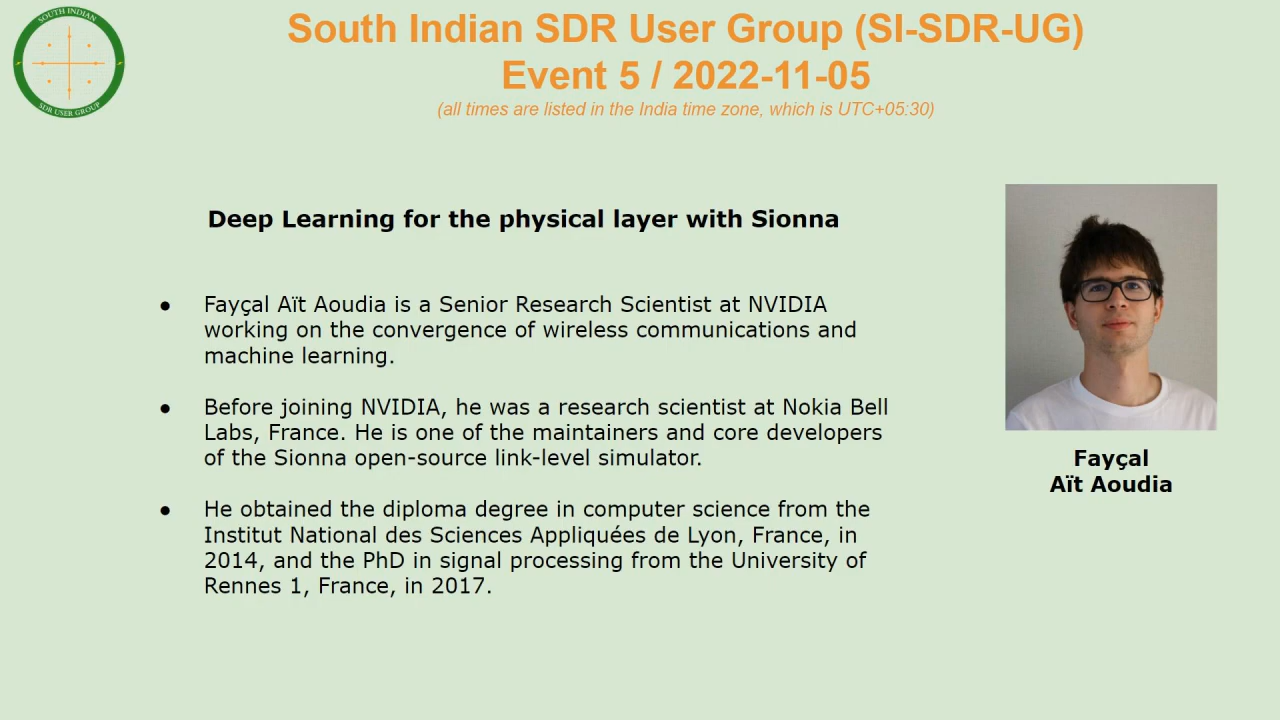 SOUTH INDIAN
SDR USER GROUP
South Indian SDR User Group (SI-SDR-UG)
Event 5 / 2022-11-05
(all times are listed in the India time zone, which is UTC+05:30)
Deep Learning for the physical layer with Sionna
● Fayçal Aït Aoudia is a Senior Research Scientist at NVIDIA
working on the convergence of wireless communications and
machine learning.
● Before joining NVIDIA, he was a research scientist at Nokia Bell
Labs, France. He is one of the maintainers and core developers
of the Sionna open-source link-level simulator.
● He obtained the diploma degree in computer science from the
Institut National des Sciences Appliquées de Lyon, France, in
2014, and the PhD in signal processing from the University of
Rennes 1, France, in 2017.
Fayçal
Aït Aoudia